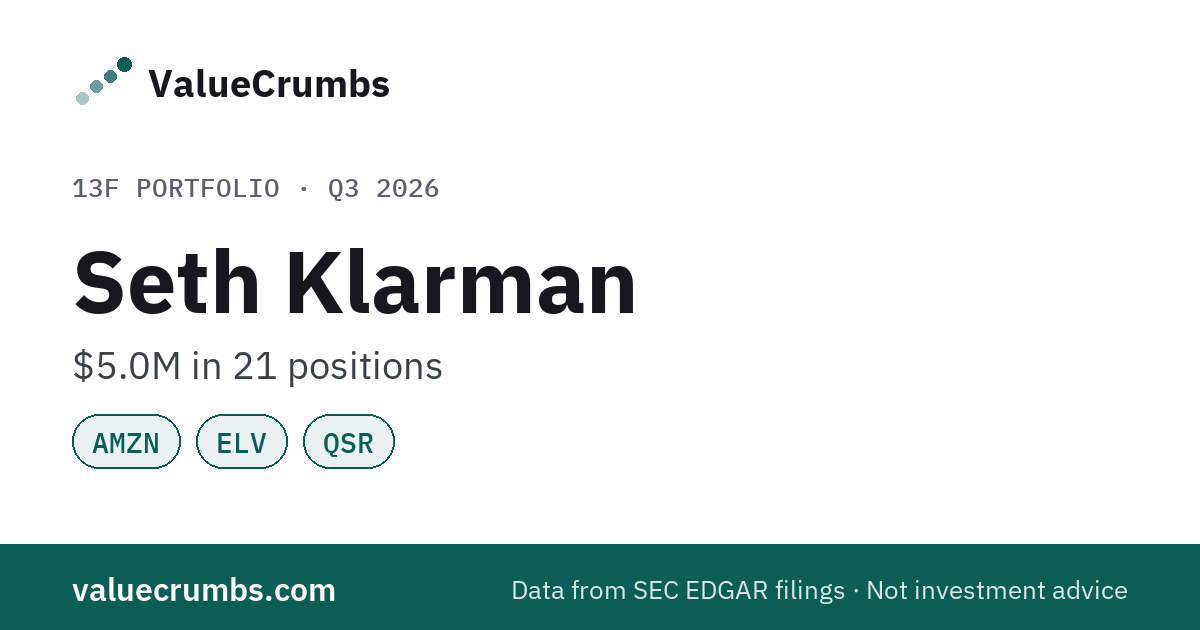 ValueCrumbs
13F PORTFOLIO · Q3 2026
Seth Klarman
$5.0M in 21 positions
AMZN ELV QSR
valuecrumbs.com Data from SEC EDGAR filings · Not investment advice